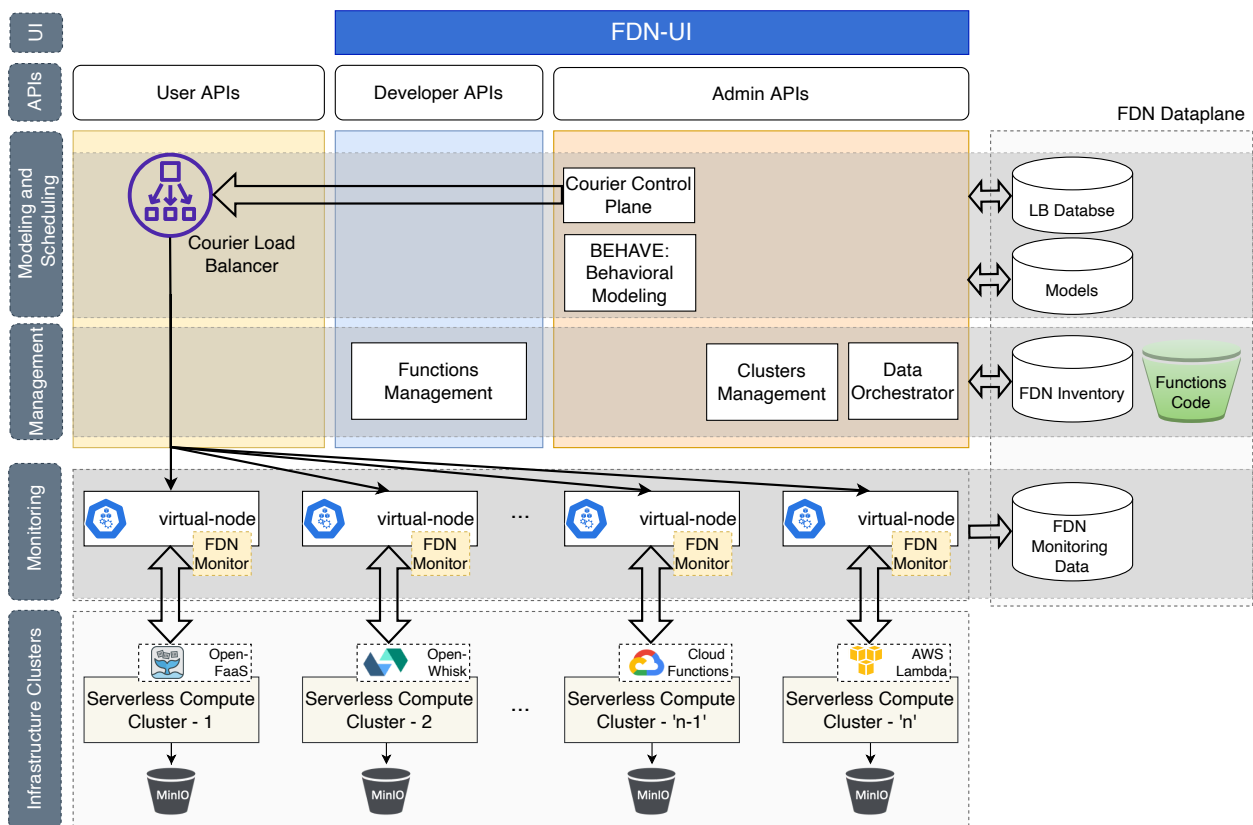 UI
FDN-UI
APIs
User APIs
Developer APIs
Admin APIs
FDN Dataplane
Modeling and
Scheduling
Courier Load
Balancer
Courier Control
Plane
BEHAVE:
Behavioral
Modeling
LB Databse
Models
Management
Functions
Management
Clusters
Management
Data
Orchestrator
FDN Inventory
Functions
Code
Monitoring
virtual-node
FDN
Monitor
virtual-node
FDN
Monitor
...
virtual-node
FDN
Monitor
virtual-node
FDN
Monitor
FDN
Monitoring
Data
Infrastructure Clusters
Open-
FaaS
Serverless Compute
Cluster - 1
MinIO
Open-
Whisk
Serverless Compute
Cluster - 2
MinIO
...
Cloud
Functions
Serverless Compute
Cluster - 'n-1'
MinIO
AWS
Lambda
Serverless Compute
Cluster - 'n'
MinIO